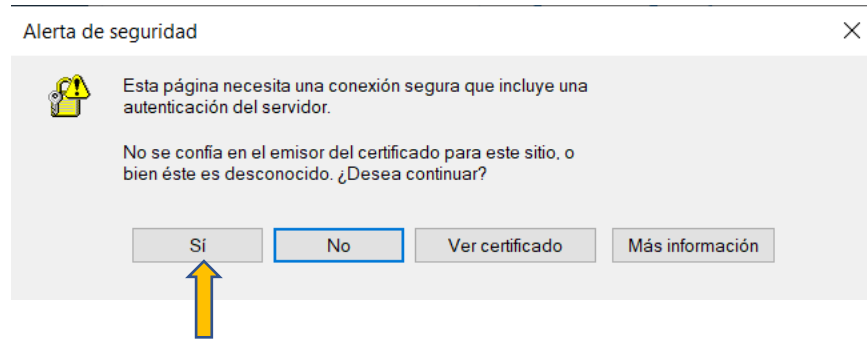 Alerta de seguridad
Esta página necesita una conexión segura que incluye una
autenticación del servidor.
No se confía en el emisor del certificado para este sitio, o
bien éste es desconocido. ¿Desea continuar?
Sí No Ver certificado Más información